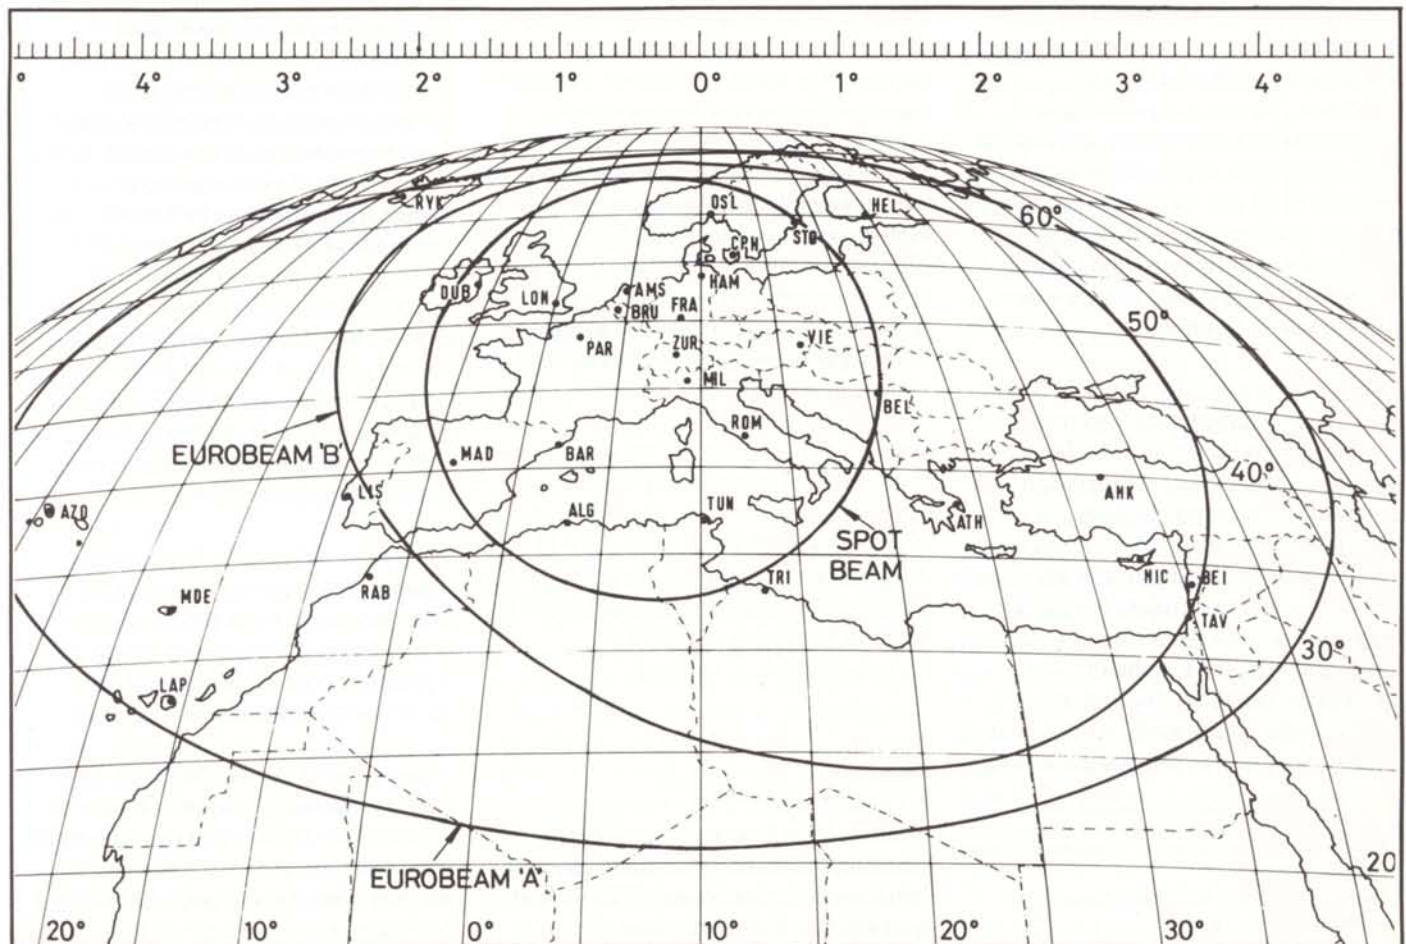 ° 4° 3° 2° 1° 0° 1° 2° 3° 4°
RYK
OSL
HEL
60°
STO
CPH
DUB
LON
AMS
HAM
BRU
FRA
50°
PAR
ZUR
VIE
MIL
BEL
EUROBEAM 'B'
ROM
MAD
BAR
40°
ANK
LIS
AZO
ALG
TUN
ATH
SPOT
BEAM
NIC
BEI
TRI
RAB
MDE
TAV
30°
LAP
EUROBEAM 'A'
20
20° 10° 0° 10° 20° 30°